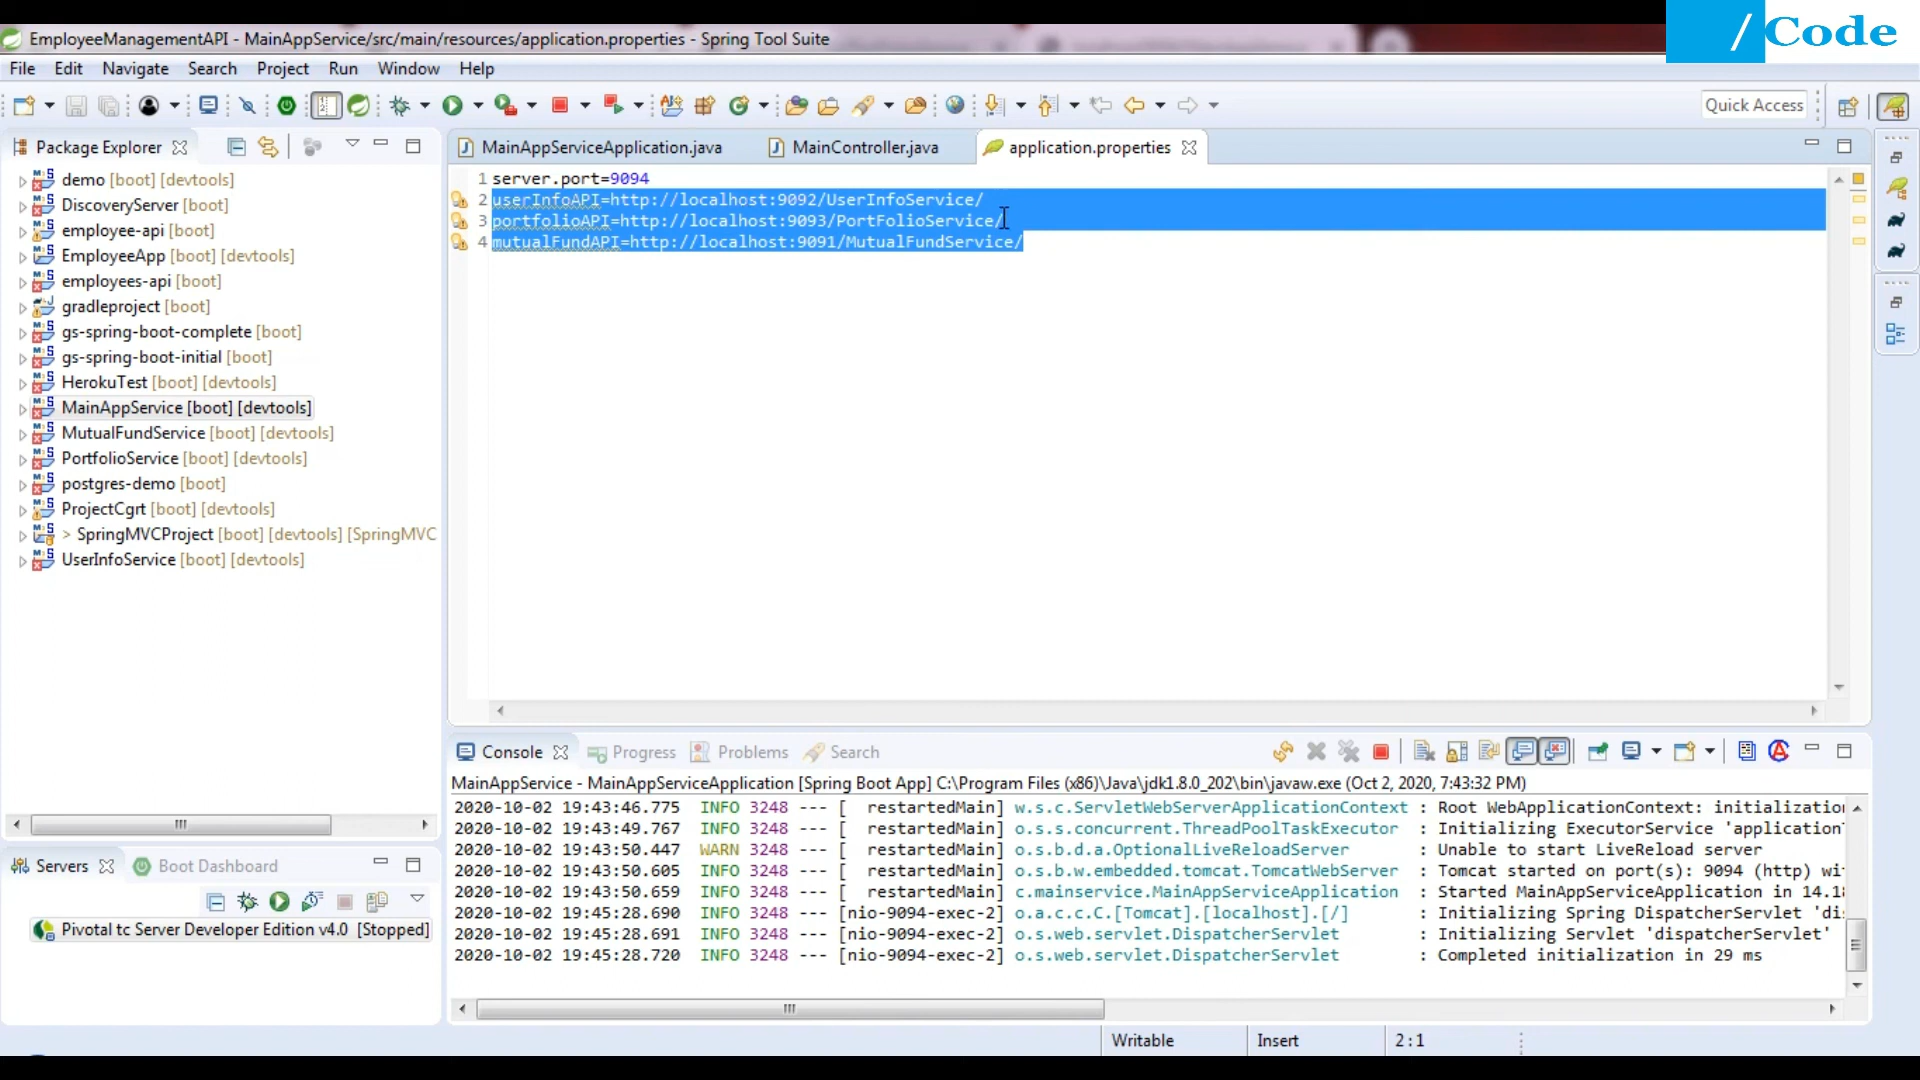 /Code
EmployeeManagementAPI - MainAppService/src/main/resources/application.properties - Spring Tool Suite
File Edit Navigate Search Project Run Window Help
Quick Access
Package Explorer
MainAppServiceApplication.java MainController.java application.properties
demo [boot] [devtools]
DiscoveryServer [boot]
employee-api [boot]
EmployeeApp [boot] [devtools]
employees-api [boot]
gradleproject [boot]
gs-spring-boot-complete [boot]
gs-spring-boot-initial [boot]
HerokuTest [boot] [devtools]
MainAppService [boot] [devtools]
MutualFundService [boot] [devtools]
PortfolioService [boot] [devtools]
postgres-demo [boot]
ProjectCgrt [boot] [devtools]
> SpringMVCProject [boot] [devtools] [SpringMVC
UserInfoService [boot] [devtools]
1 server.port=9094
2 userInfoAPI=http://localhost:9092/UserInfoService/
3 portfolioAPI=http://localhost:9093/PortFolioService/
4 mutualFundAPI=http://localhost:9091/MutualFundService/
Servers Boot Dashboard
Pivotal tc Server Developer Edition v4.0 [Stopped]
Console Progress Problems Search
MainAppService - MainAppServiceApplication [Spring Boot App] C:\Program Files (x86)\Java\jdk1.8.0_202\bin\javaw.exe (Oct 2, 2020, 7:43:32 PM)
2020-10-02 19:43:46.775 INFO 3248 --- [ restartedMain] w.s.c.ServletWebServerApplicationContext : Root WebApplicationContext: initialization
2020-10-02 19:43:49.767 INFO 3248 --- [ restartedMain] o.s.s.concurrent.ThreadPoolTaskExecutor : Initializing ExecutorService 'application
2020-10-02 19:43:50.447 WARN 3248 --- [ restartedMain] o.s.b.d.a.OptionalLiveReloadServer : Unable to start LiveReload server
2020-10-02 19:43:50.605 INFO 3248 --- [ restartedMain] o.s.b.w.embedded.tomcat.TomcatWebServer : Tomcat started on port(s): 9094 (http) wi
2020-10-02 19:43:50.659 INFO 3248 --- [ restartedMain] c.mainservice.MainAppServiceApplication : Started MainAppServiceApplication in 14.1
2020-10-02 19:45:28.690 INFO 3248 --- [nio-9094-exec-2] o.a.c.c.C.[Tomcat].[localhost].[/] : Initializing Spring DispatcherServlet 'di
2020-10-02 19:45:28.691 INFO 3248 --- [nio-9094-exec-2] o.s.web.servlet.DispatcherServlet : Initializing Servlet 'dispatcherServlet'
2020-10-02 19:45:28.720 INFO 3248 --- [nio-9094-exec-2] o.s.web.servlet.DispatcherServlet : Completed initialization in 29 ms
Writable Insert 2 : 1